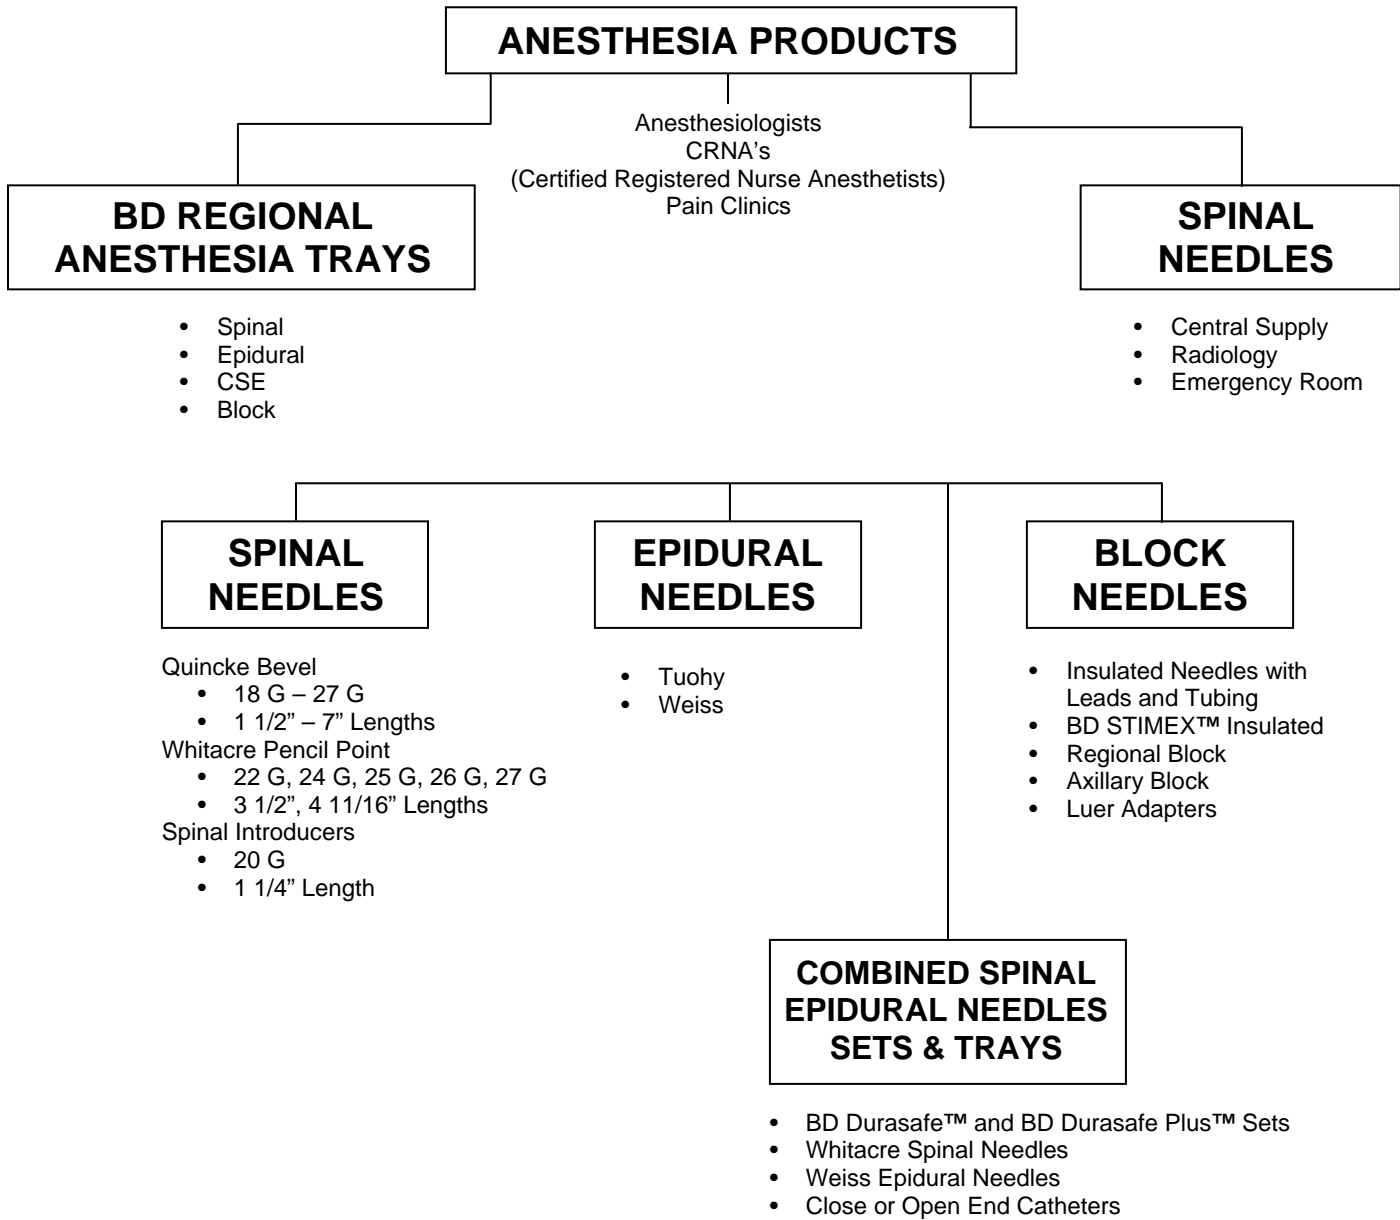 ANESTHESIA PRODUCTS
Anesthesiologists
CRNA's
(Certified Registered Nurse Anesthetists)
Pain Clinics
BD REGIONAL
ANESTHESIA TRAYS
• Spinal
• Epidural
• CSE
• Block
SPINAL
NEEDLES
• Central Supply
• Radiology
• Emergency Room
SPINAL
NEEDLES
Quincke Bevel
• 18 G – 27 G
• 1 1/2” – 7” Lengths
Whitacre Pencil Point
• 22 G, 24 G, 25 G, 26 G, 27 G
• 3 1/2”, 4 11/16” Lengths
Spinal Introducers
• 20 G
• 1 1/4” Length
EPIDURAL
NEEDLES
• Tuohy
• Weiss
BLOCK
NEEDLES
• Insulated Needles with
Leads and Tubing
• BD STIMEX™ Insulated
• Regional Block
• Axillary Block
• Luer Adapters
COMBINED SPINAL
EPIDURAL NEEDLES
SETS & TRAYS
• BD Durasafe™ and BD Durasafe Plus™ Sets
• Whitacre Spinal Needles
• Weiss Epidural Needles
• Close or Open End Catheters